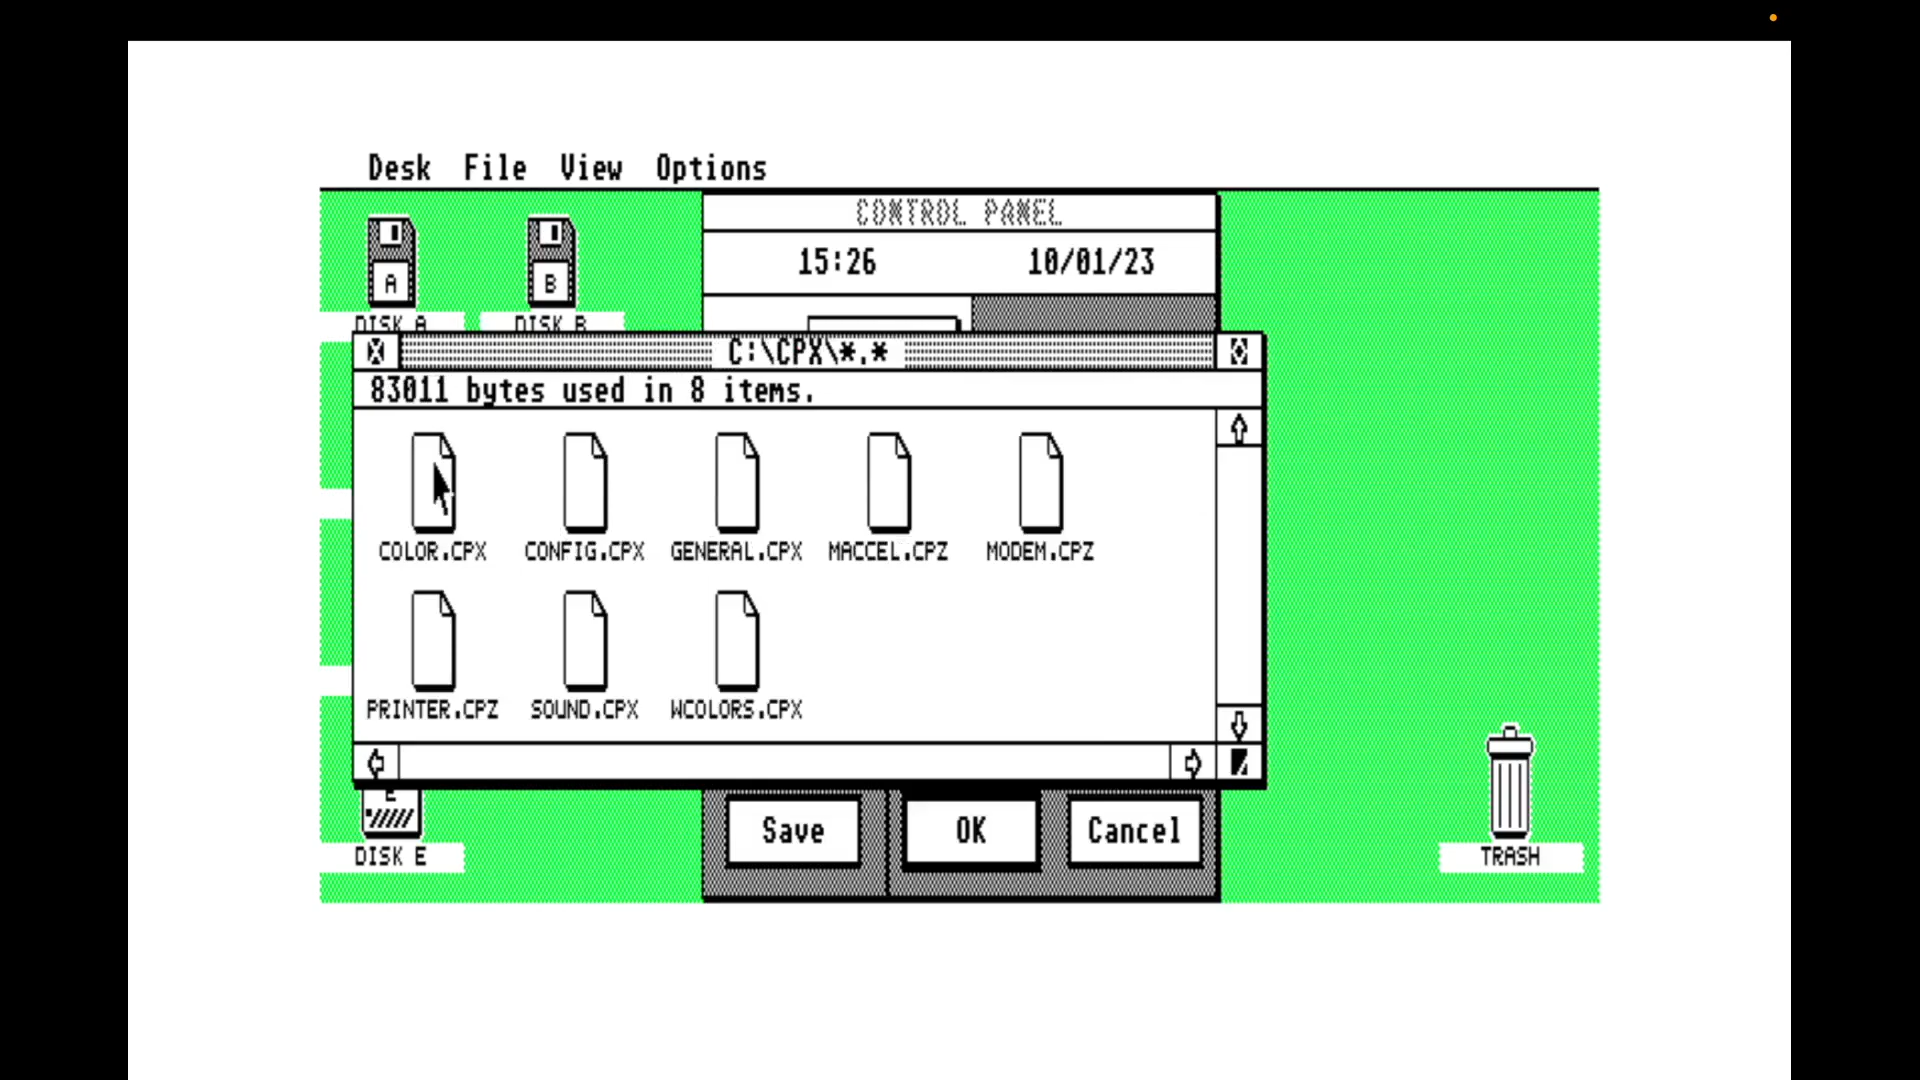 Desk File View Options
CONTROL PANEL
15:26 10/01/23
A B
DISK A DISK B
C:\CPX\*.*
83011 bytes used in 8 items.
COLOR.CPX CONFIG.CPX GENERAL.CPX MACCEL.CPZ MODEM.CPZ
PRINTER.CPZ SOUND.CPX WCOLORS.CPX
E
Save OK Cancel
DISK E TRASH